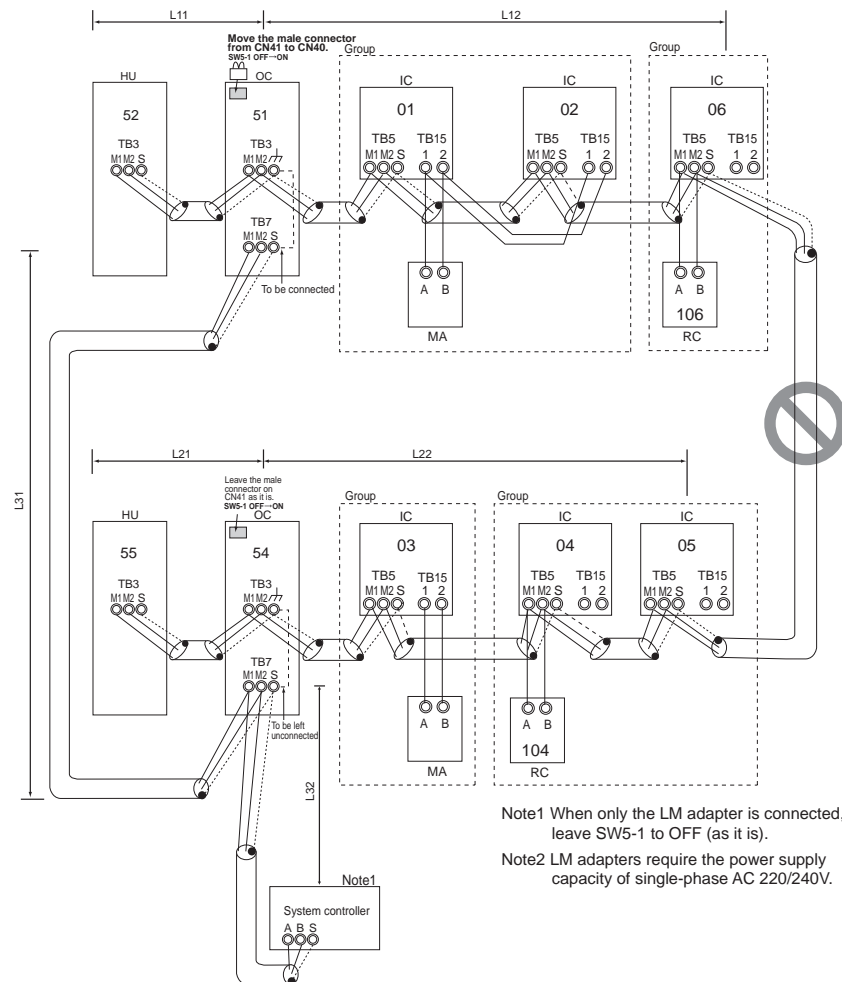 L11
L12
Move the male connector
from CN41 to CN40.
SW5-1 OFF→ON
HU
OC
52
51
TB3
M1 M2 S
TB3
M1 M2
TB7
M1 M2 S
To be connected
Group
IC
01
TB5
M1 M2 S
TB15
1 2
IC
02
TB5
M1 M2 S
TB15
1 2
A B
MA
Group
IC
06
TB5
M1 M2 S
TB15
1 2
A B
106
RC
L31
L21
L22
Leave the male
connector on
CN41 as it is.
SW5-1 OFF→ON
HU
OC
55
54
TB3
M1 M2 S
TB3
M1 M2
TB7
M1 M2 S
To be left
unconnected
Group
IC
03
TB5
M1 M2 S
TB15
1 2
A B
MA
Group
IC
04
TB5
M1 M2 S
TB15
1 2
IC
05
TB5
M1 M2 S
TB15
1 2
A B
104
RC
L32
Note1
System controller
A B S
Note1 When only the LM adapter is connected,
leave SW5-1 to OFF (as it is).
Note2 LM adapters require the power supply
capacity of single-phase AC 220/240V.